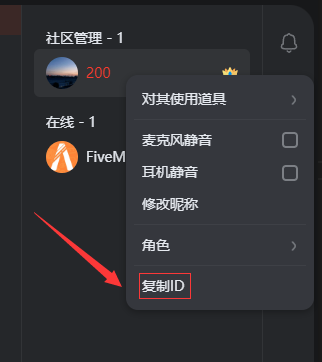 社区管理 - 1
200
对其使用道具
在线 - 1
麦克风静音
FiveM
耳机静音
修改昵称
角色
复制ID